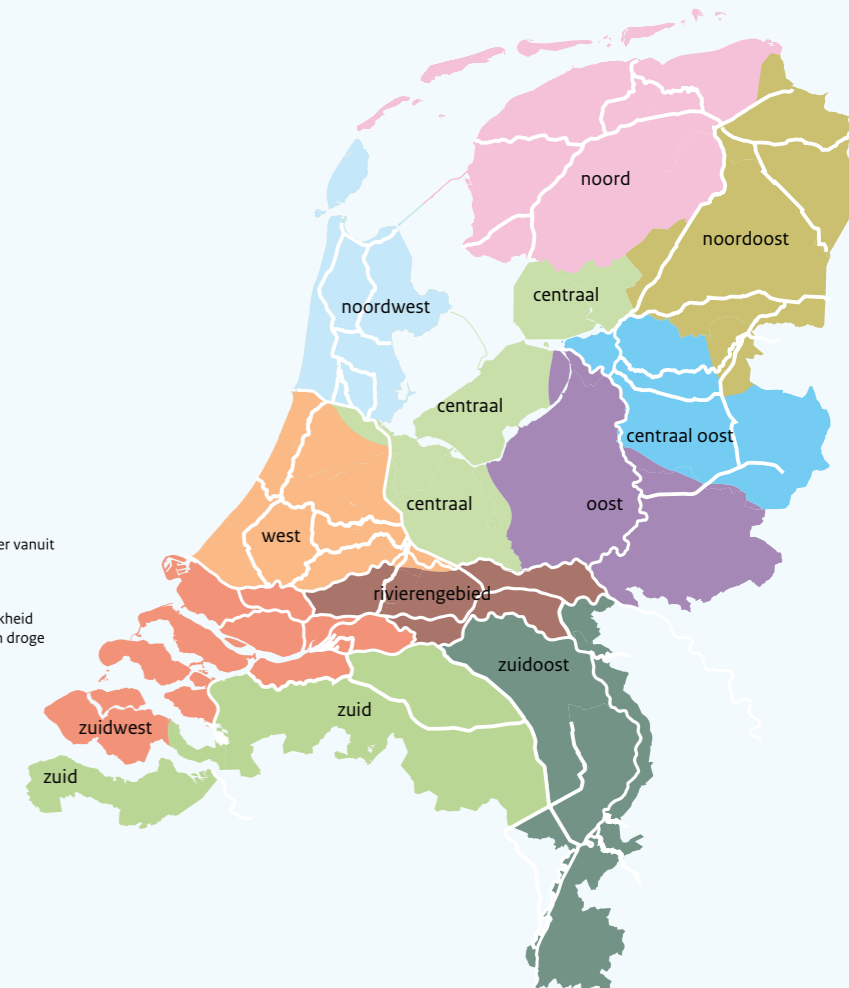 noord
noordoost
centraal
noordwest
centraal
centraal oost
centraal
oost
west
er vanuit
rivierengebied
kheid
n droge
zuidoost
zuid
zuidwest
zuid